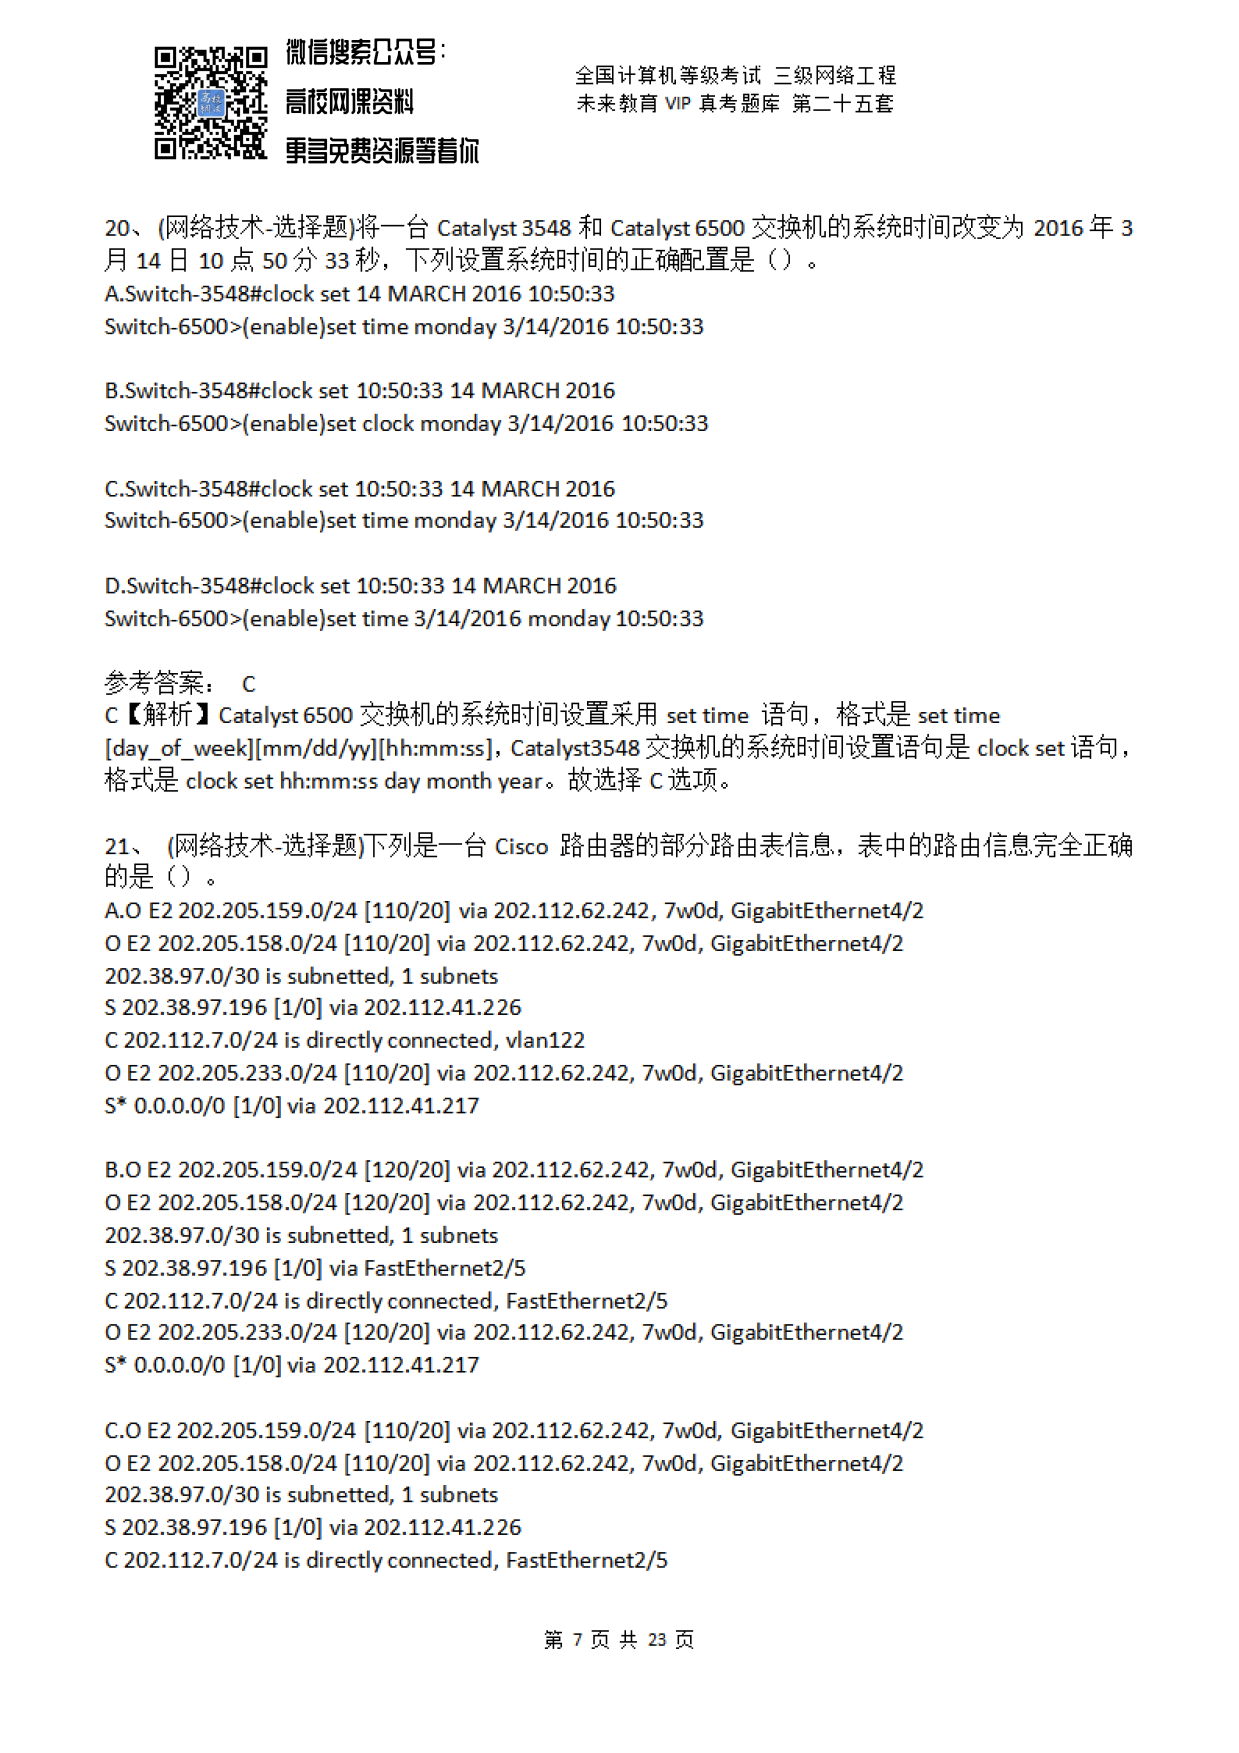 微信搜索公众号：
高校网课资料
更多免费资源等着你
全国计算机等级考试 三级网络工程
未来教育 VIP 真考题库 第二十五套
20、 (网络技术-选择题)将一台 Catalyst 3548 和 Catalyst 6500 交换机的系统时间改变为 2016 年 3
月 14 日 10 点 50 分 33 秒，下列设置系统时间的正确配置是（）。
A.Switch-3548#clock set 14 MARCH 2016 10:50:33
Switch-6500>(enable)set time monday 3/14/2016 10:50:33
B.Switch-3548#clock set 10:50:33 14 MARCH 2016
Switch-6500>(enable)set clock monday 3/14/2016 10:50:33
C.Switch-3548#clock set 10:50:33 14 MARCH 2016
Switch-6500>(enable)set time monday 3/14/2016 10:50:33
D.Switch-3548#clock set 10:50:33 14 MARCH 2016
Switch-6500>(enable)set time 3/14/2016 monday 10:50:33
参考答案： C
C【解析】Catalyst 6500 交换机的系统时间设置采用 set time 语句，格式是 set time
[day_of_week][mm/dd/yy][hh:mm:ss]，Catalyst3548 交换机的系统时间设置语句是 clock set 语句，
格式是 clock set hh:mm:ss day month year。故选择 C 选项。
21、 (网络技术-选择题)下列是一台 Cisco 路由器的部分路由表信息，表中的路由信息完全正确
的是（）。
A.O E2 202.205.159.0/24 [110/20] via 202.112.62.242, 7w0d, GigabitEthernet4/2
O E2 202.205.158.0/24 [110/20] via 202.112.62.242, 7w0d, GigabitEthernet4/2
202.38.97.0/30 is subnetted, 1 subnets
S 202.38.97.196 [1/0] via 202.112.41.226
C 202.112.7.0/24 is directly connected, vlan122
O E2 202.205.233.0/24 [110/20] via 202.112.62.242, 7w0d, GigabitEthernet4/2
S* 0.0.0.0/0 [1/0] via 202.112.41.217
B.O E2 202.205.159.0/24 [120/20] via 202.112.62.242, 7w0d, GigabitEthernet4/2
O E2 202.205.158.0/24 [120/20] via 202.112.62.242, 7w0d, GigabitEthernet4/2
202.38.97.0/30 is subnetted, 1 subnets
S 202.38.97.196 [1/0] via FastEthernet2/5
C 202.112.7.0/24 is directly connected, FastEthernet2/5
O E2 202.205.233.0/24 [120/20] via 202.112.62.242, 7w0d, GigabitEthernet4/2
S* 0.0.0.0/0 [1/0] via 202.112.41.217
C.O E2 202.205.159.0/24 [110/20] via 202.112.62.242, 7w0d, GigabitEthernet4/2
O E2 202.205.158.0/24 [110/20] via 202.112.62.242, 7w0d, GigabitEthernet4/2
202.38.97.0/30 is subnetted, 1 subnets
S 202.38.97.196 [1/0] via 202.112.41.226
C 202.112.7.0/24 is directly connected, FastEthernet2/5
第 7 页 共 23 页